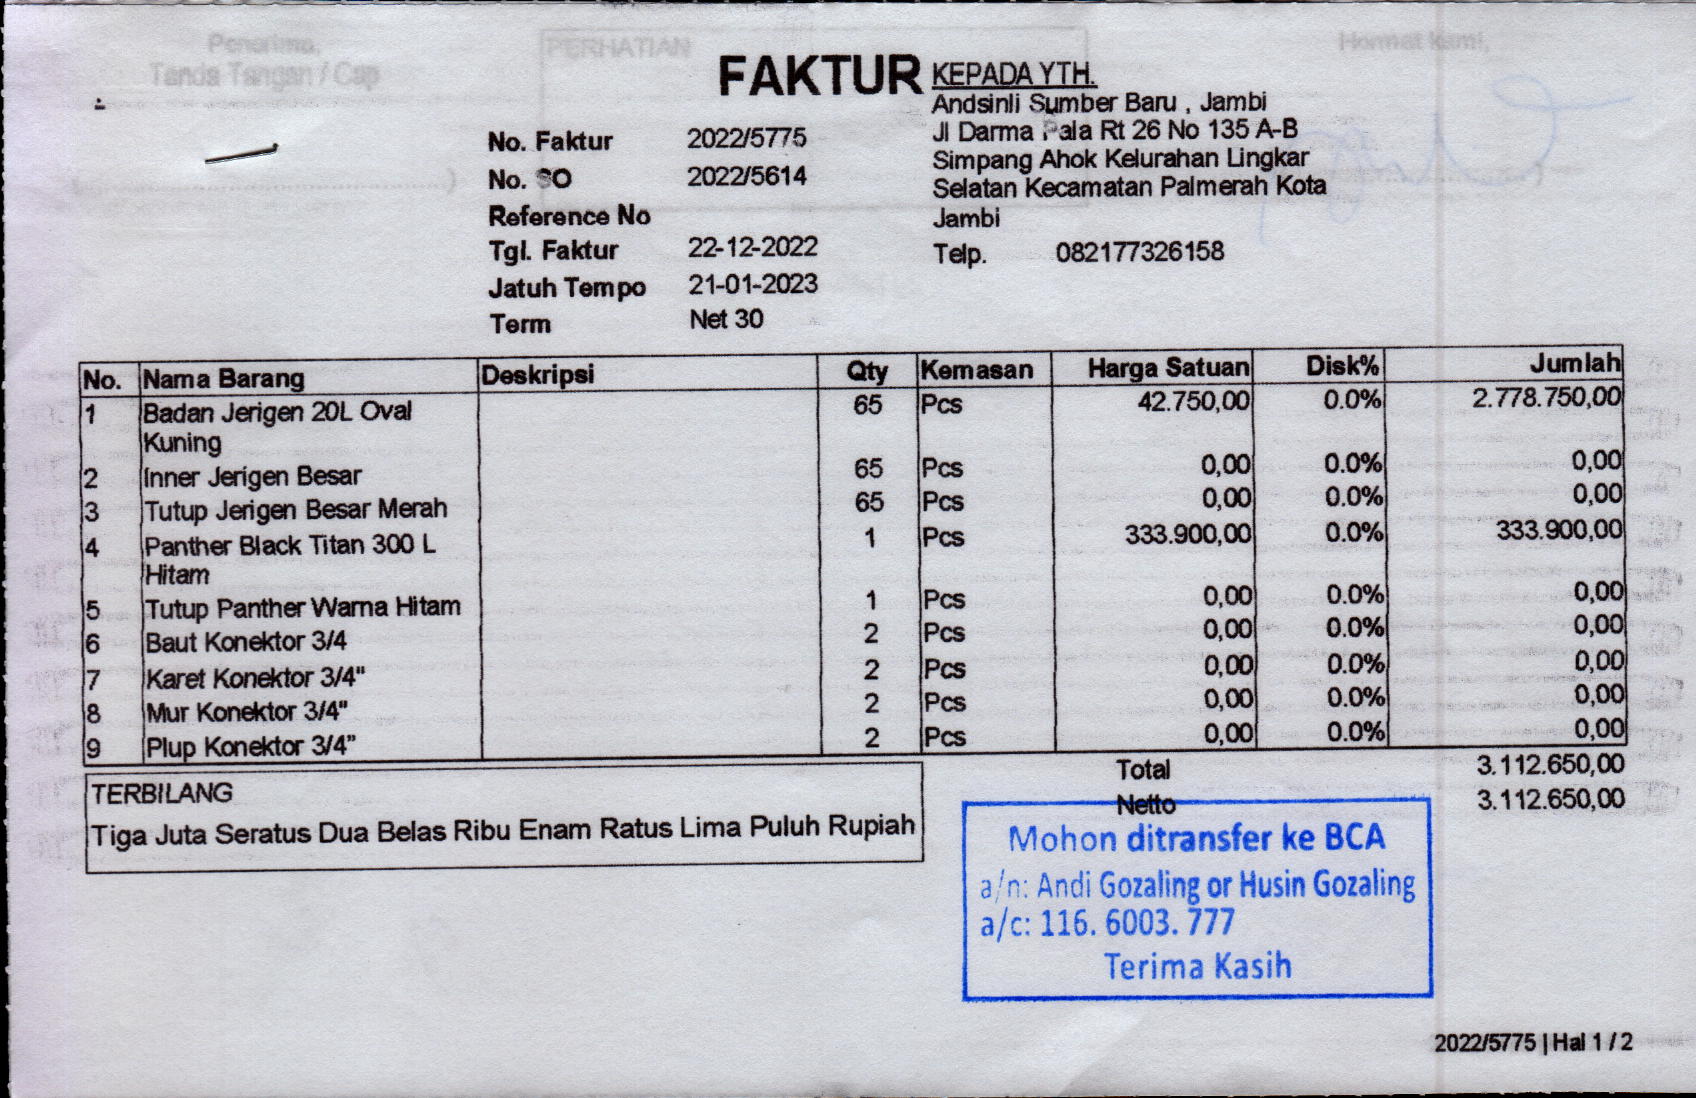 FAKTUR
KEPADA YTH.
Andsinli Sumber Baru , Jambi
Jl Darma Pala Rt 26 No 135 A-B
Simpang Ahok Kelurahan Lingkar
Selatan Kecamatan Palmerah Kota
Jambi
Telp. 082177326158
No. Faktur 2022/5775
No. SO 2022/5614
Reference No
Tgl. Faktur 22-12-2022
Jatuh Tempo 21-01-2023
Term Net 30
No. Nama Barang Deskripsi Qty Kemasan Harga Satuan Disk% Jumlah
1 Badan Jerigen 20L Oval 65 Pcs 42.750,00 0.0% 2.778.750,00
Kuning
2 Inner Jerigen Besar 65 Pcs 0,00 0.0% 0,00
3 Tutup Jerigen Besar Merah 65 Pcs 0,00 0.0% 0,00
4 Panther Black Titan 300 L 1 Pcs 333.900,00 0.0% 333.900,00
Hitam
5 Tutup Panther Warna Hitam 1 Pcs 0,00 0.0% 0,00
6 Baut Konektor 3/4 2 Pcs 0,00 0.0% 0,00
7 Karet Konektor 3/4" 2 Pcs 0,00 0.0% 0,00
8 Mur Konektor 3/4" 2 Pcs 0,00 0.0% 0,00
9 Plup Konektor 3/4" 2 Pcs 0,00 0.0% 0,00
Total 3.112.650,00
Netto 3.112.650,00
TERBILANG
Tiga Juta Seratus Dua Belas Ribu Enam Ratus Lima Puluh Rupiah
Mohon ditransfer ke BCA
a/n: Andi Gozaling or Husin Gozaling
a/c: 116. 6003. 777
Terima Kasih
2022/5775 | Hal 1 / 2
Penerima,
Tanda Tangan / Cap
PERHATIAN
Hormat kami,